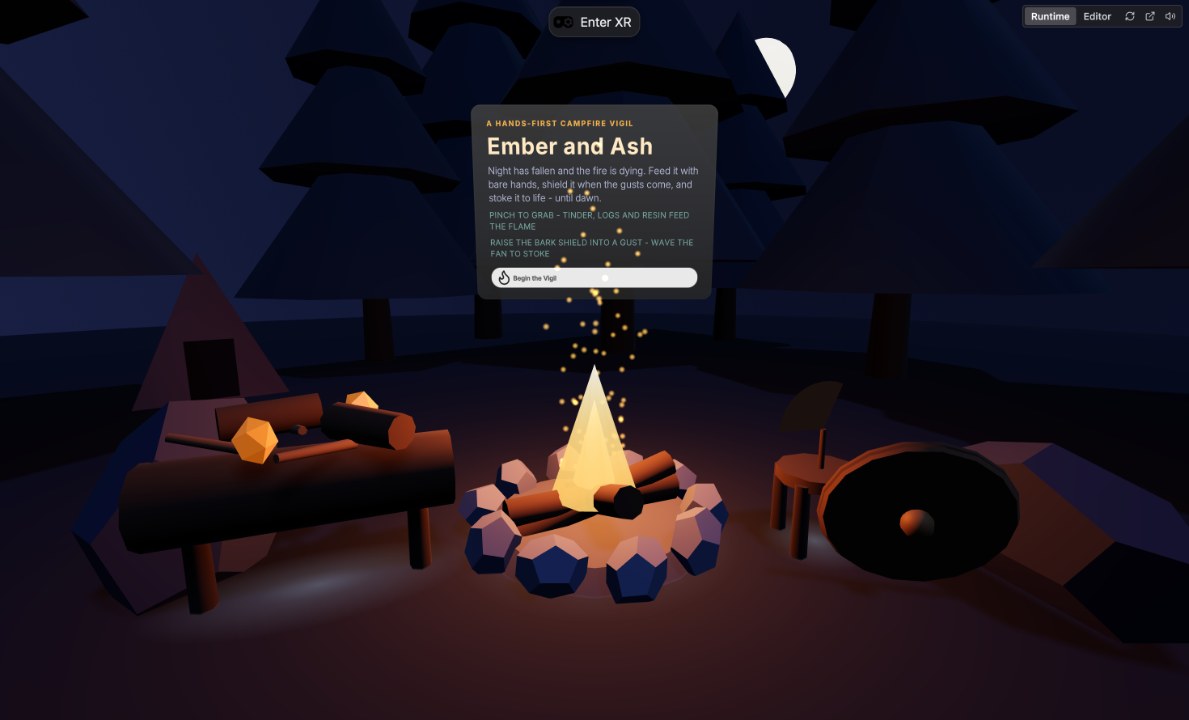 Enter XR
Runtime Editor
A HANDS-FIRST CAMPFIRE VIGIL
Ember and Ash
Night has fallen and the fire is dying. Feed it with
bare hands, shield it when the gusts come, and
stoke it to life - until dawn.
PINCH TO GRAB - TINDER, LOGS AND RESIN FEED
THE FLAME
RAISE THE BARK SHIELD INTO A GUST - WAVE THE
FAN TO STOKE
Begin the Vigil